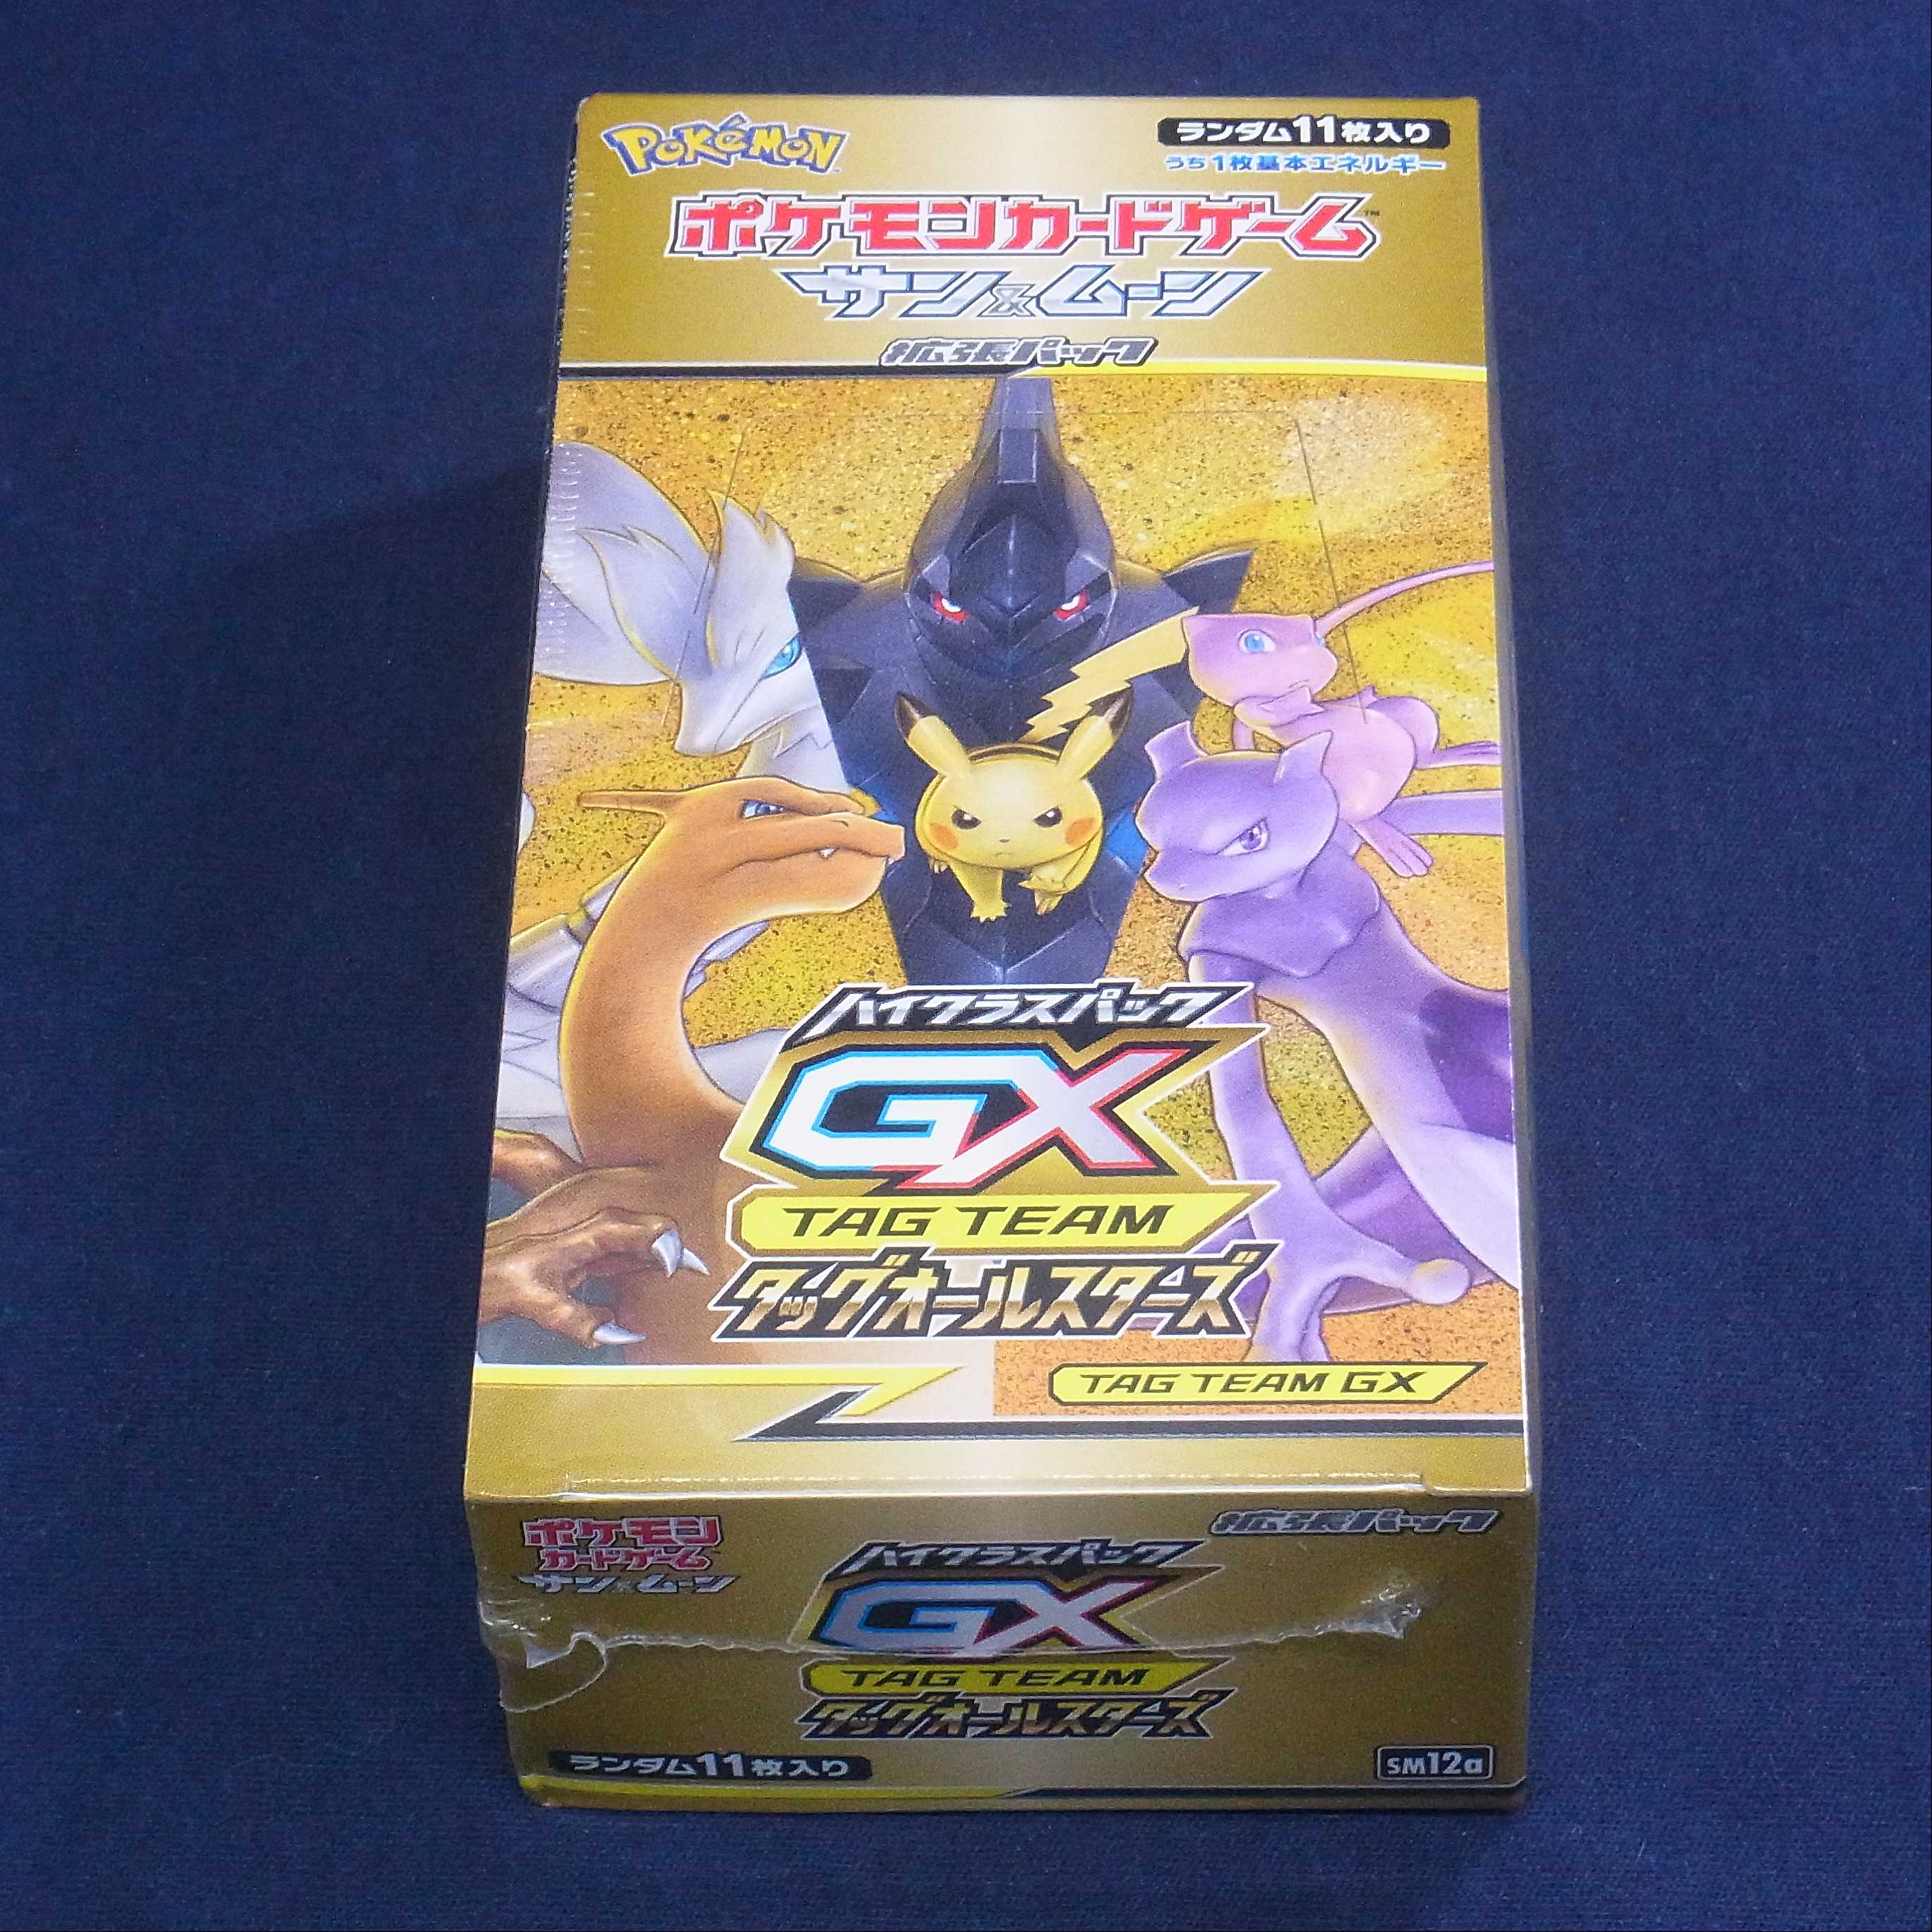 POKéMON
ランダム11枚入り
うち1枚基本エネルギー
ポケモンカードゲーム™
サン&ムーン
拡張パック
ハイクラスパック
GX
TAG TEAM
タッグオールスターズ
TAG TEAM GX
ポケモン
カードゲーム
サン&ムーン
拡張パック
ハイクラスパック
GX
TAG TEAM
タッグオールスターズ
ランダム11枚入り
SM12a